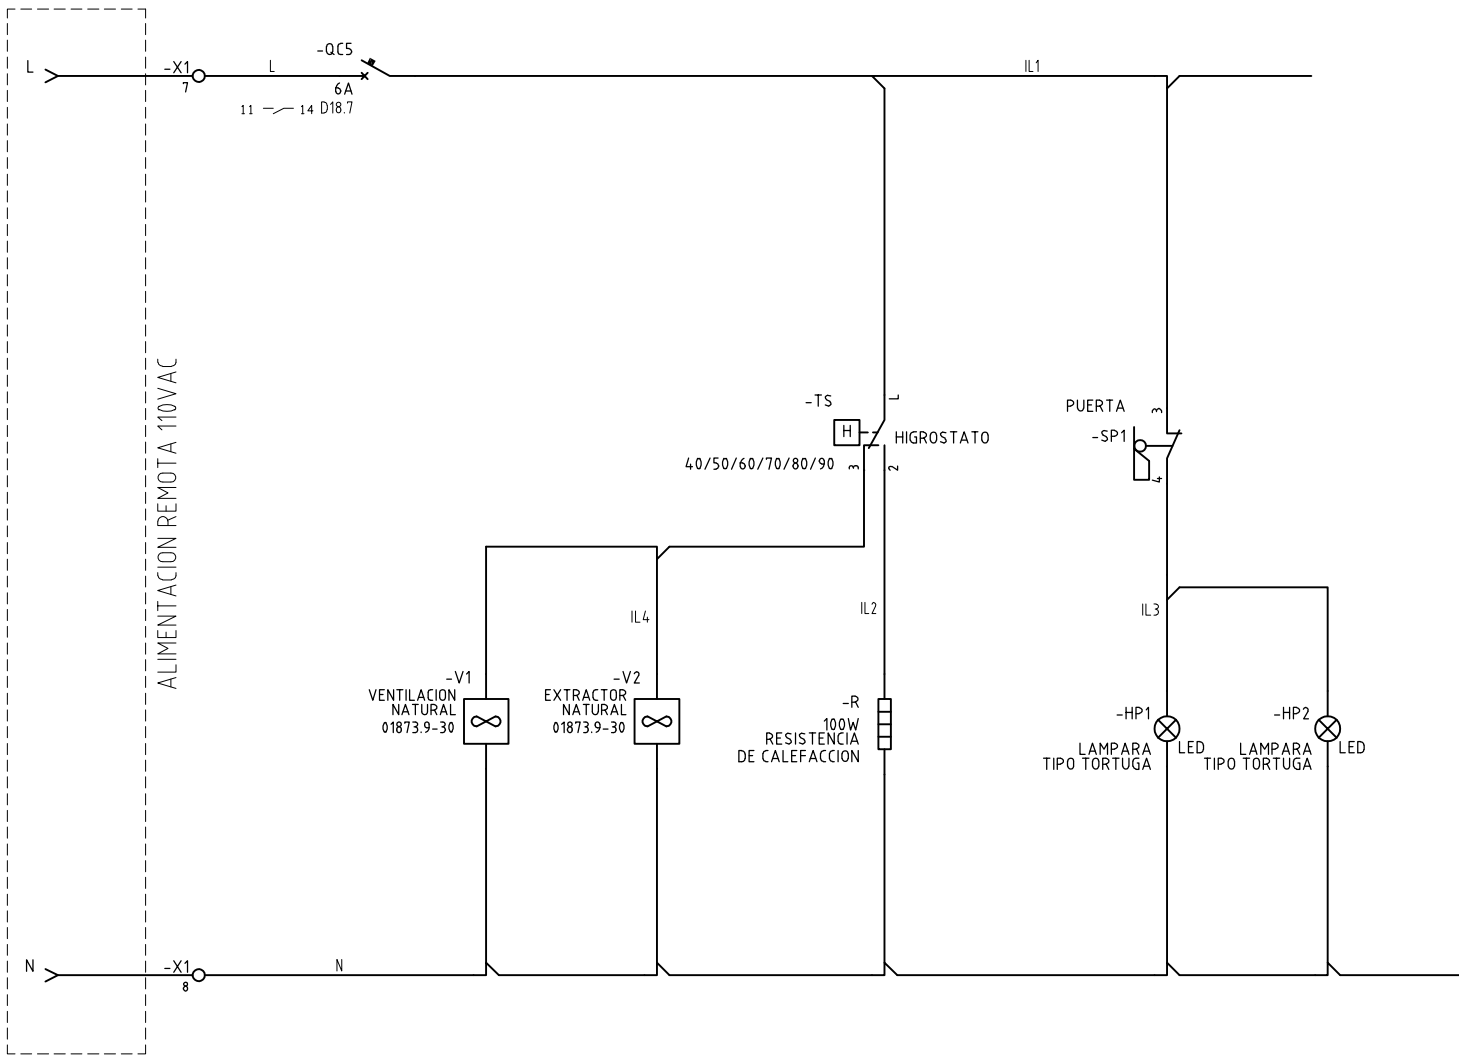 -QC5
L
-X1
L
IL1
7
6A
11 14 D18.7
ALIMENTACION REMOTA 110VAC
-TS
L
H
HIGROSTATO
40/50/60/70/80/90
3
2
PUERTA
3
-SP1
4
IL4
IL2
IL3
-V1
VENTILACION
NATURAL
01873.9-30
-V2
EXTRACTOR
NATURAL
01873.9-30
-R
100W
RESISTENCIA
DE CALEFACCION
-HP1
LED
LAMPARA
TIPO TORTUGA
-HP2
LED
LAMPARA
TIPO TORTUGA
N
-X1
N
8